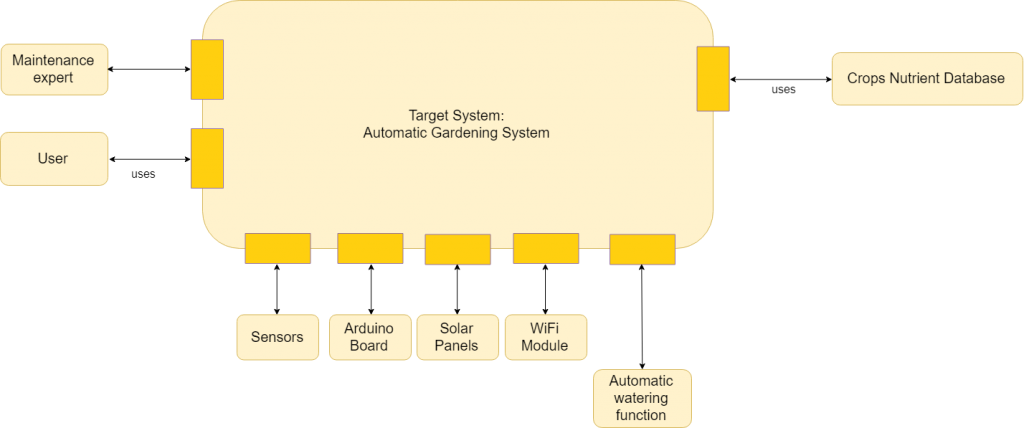 Maintenance
expert
User
uses
Target System:
Automatic Gardening System
uses
Crops Nutrient Database
Sensors
Arduino
Board
Solar
Panels
WiFi
Module
Automatic
watering
function